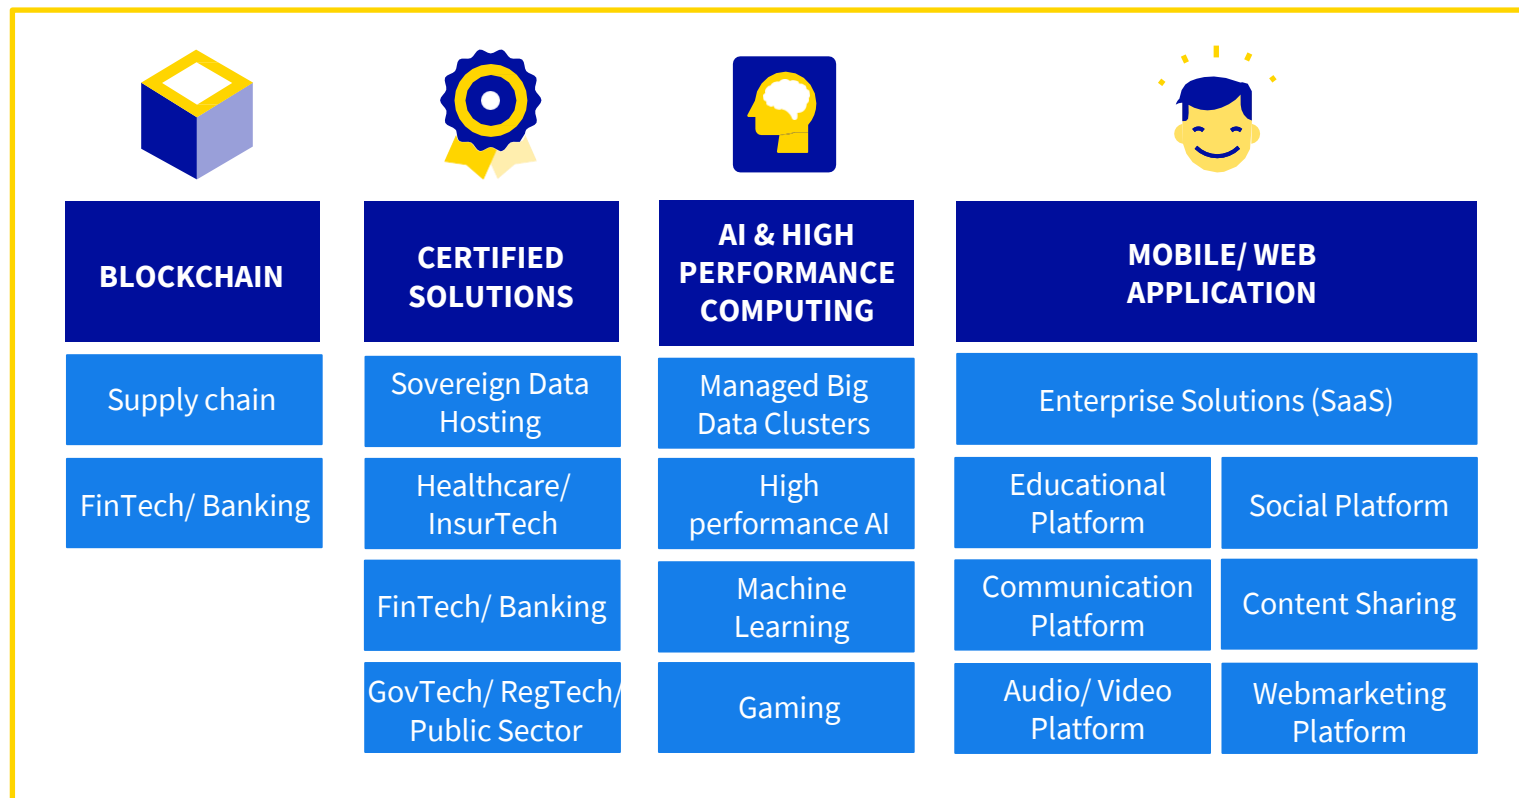 BLOCKCHAIN
Supply chain
FinTech/ Banking
CERTIFIED
SOLUTIONS
Sovereign Data
Hosting
Healthcare/
InsurTech
FinTech/ Banking
GovTech/ RegTech/
Public Sector
AI & HIGH
PERFORMANCE
COMPUTING
Managed Big
Data Clusters
High
performance AI
Machine
Learning
Gaming
MOBILE/ WEB
APPLICATION
Enterprise Solutions (SaaS)
Educational
Platform
Social Platform
Communication
Platform
Content Sharing
Audio/ Video
Platform
Webmarketing
Platform